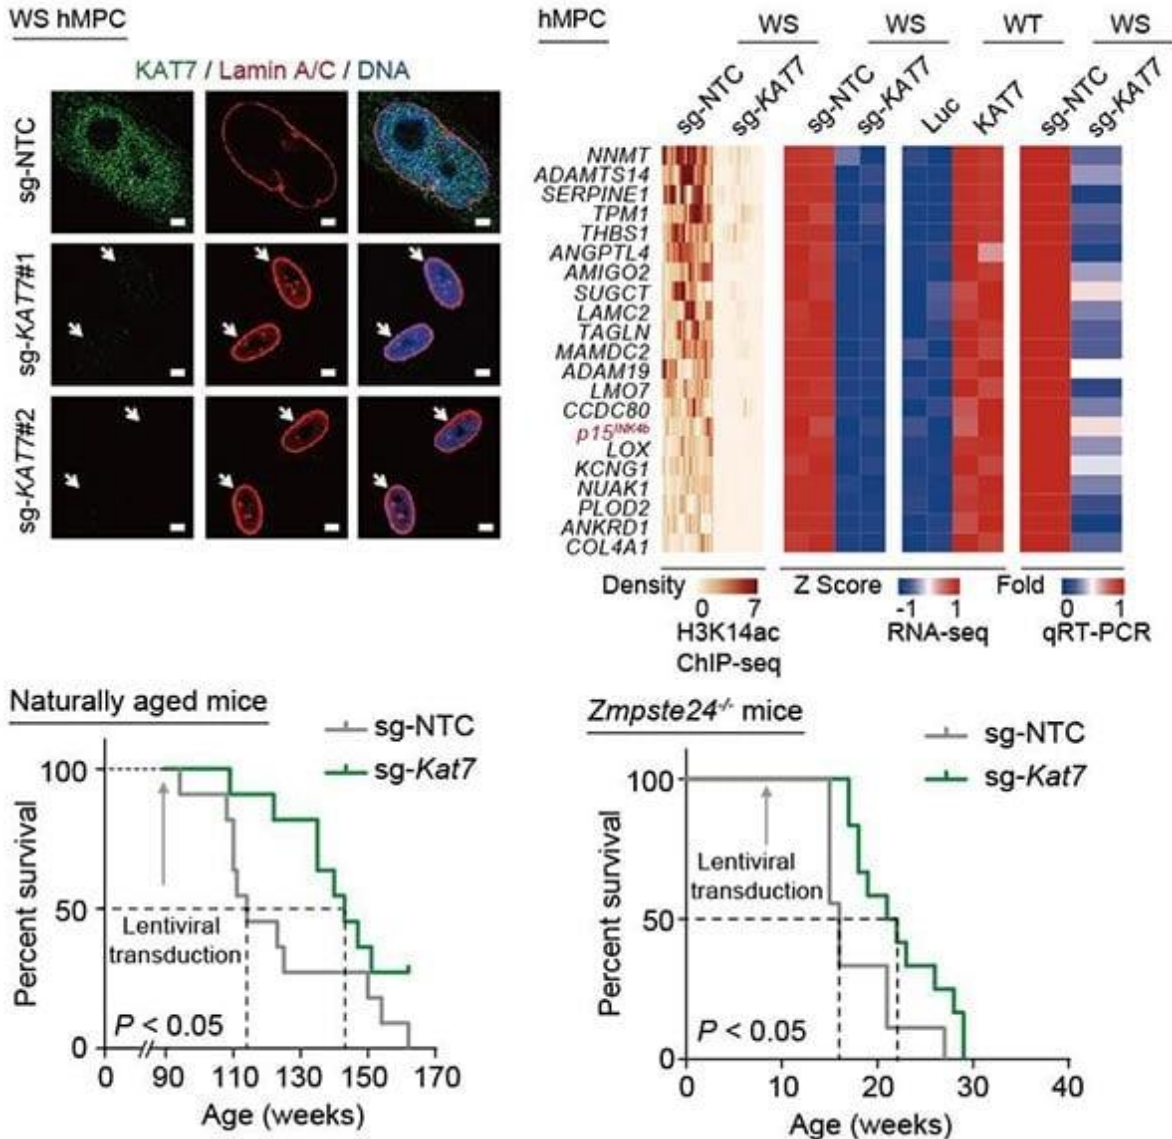 WS hMPC
KAT7 / Lamin A/C / DNA
sg-NTC
sg-KAT7#1
sg-KAT7#2
hMPC
WS WS WT WS
sg-NTC sg-KAT7 sg-NTC sg-KAT7 Luc KAT7 sg-NTC sg-KAT7
NNMT
ADAMTS14
SERPINE1
TPM1
THBS1
ANGPTL4
AMIGO2
SUGCT
LAMC2
TAGLN
MAMDC2
ADAM19
LMO7
CCDC80
p15INK4b
LOX
KCNG1
NUAK1
PLOD2
ANKRD1
COL4A1
Density 0 7
H3K14ac
ChIP-seq
Z Score -1 1
RNA-seq
Fold 0 1
qRT-PCR
Naturally aged mice
sg-NTC
sg-Kat7
100
50
0
Percent survival
Lentiviral
transduction
P < 0.05
0 90 110 130 150 170
Age (weeks)
Zmpste24-/- mice
sg-NTC
sg-Kat7
100
50
0
Percent survival
Lentiviral
transduction
P < 0.05
0 10 20 30 40
Age (weeks)